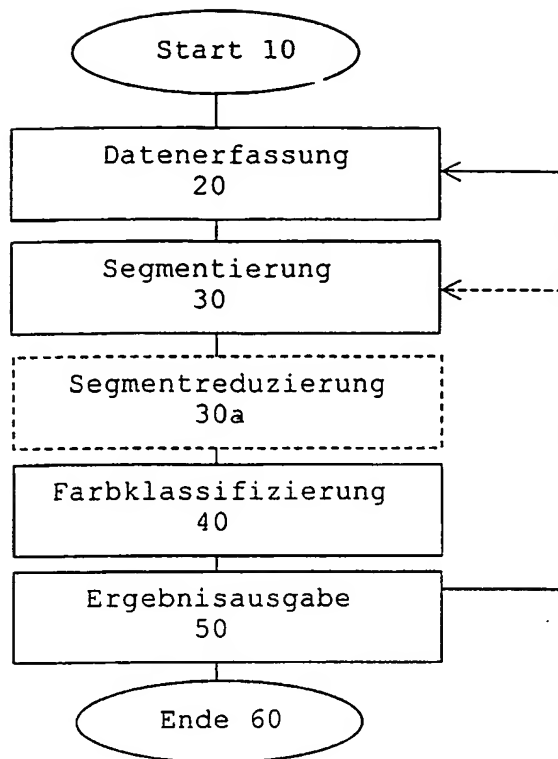 Start 10
Datenerfassung
20
Segmentierung
30
Segmentreduzierung
30a
Farbklassifizierung
40
Ergebnisausgabe
50
Ende 60